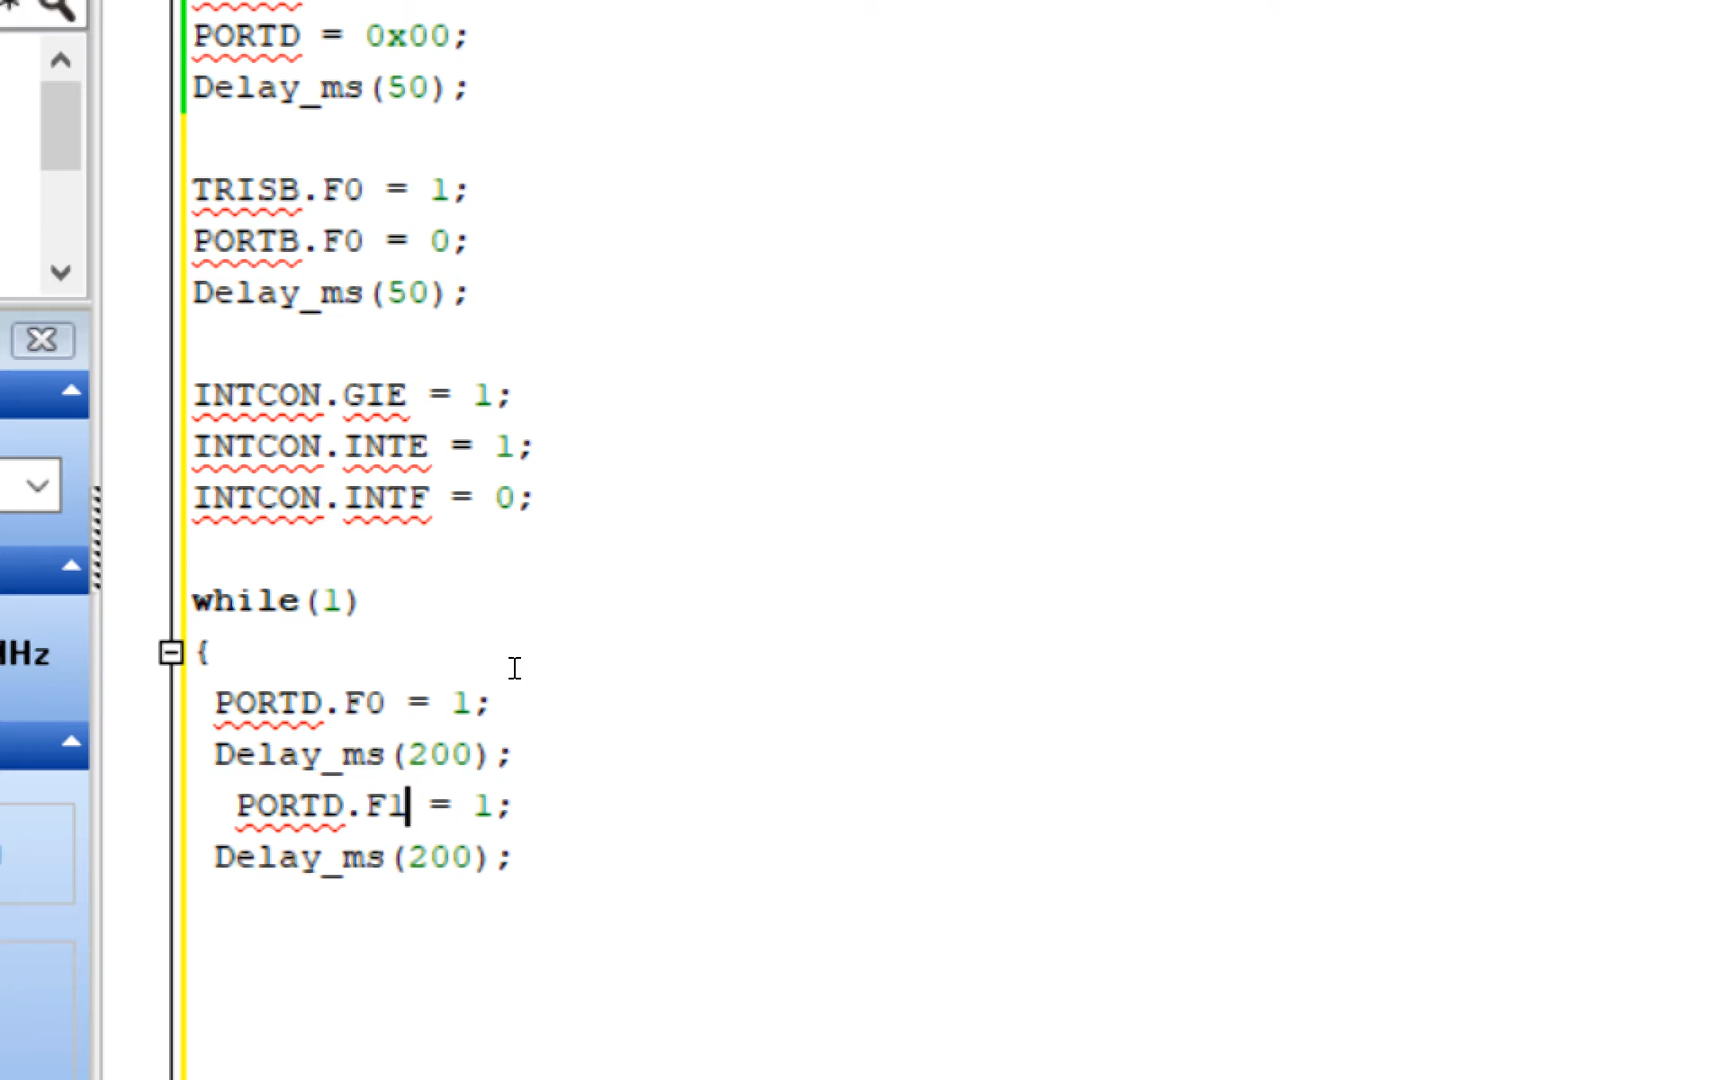 PORTD = 0x00;
Delay_ms(50);
TRISB.F0 = 1;
PORTB.F0 = 0;
Delay_ms(50);
INTCON.GIE = 1;
INTCON.INTE = 1;
INTCON.INTF = 0;
while(1)
{
PORTD.F0 = 1;
Delay_ms(200);
PORTD.F1 = 1;
Delay_ms(200);
MHz